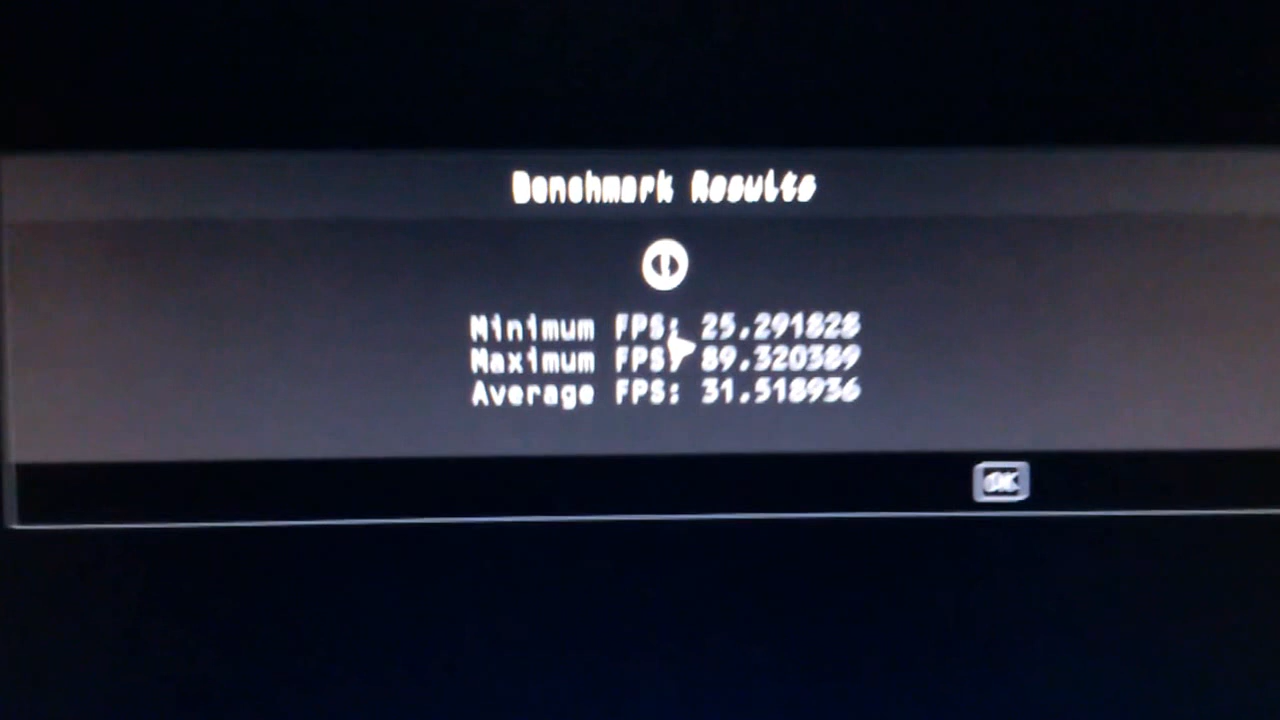 Benchmark Results
Minimum FPS: 25.291828
Maximum FPS: 89.320389
Average FPS: 31.518936
OK